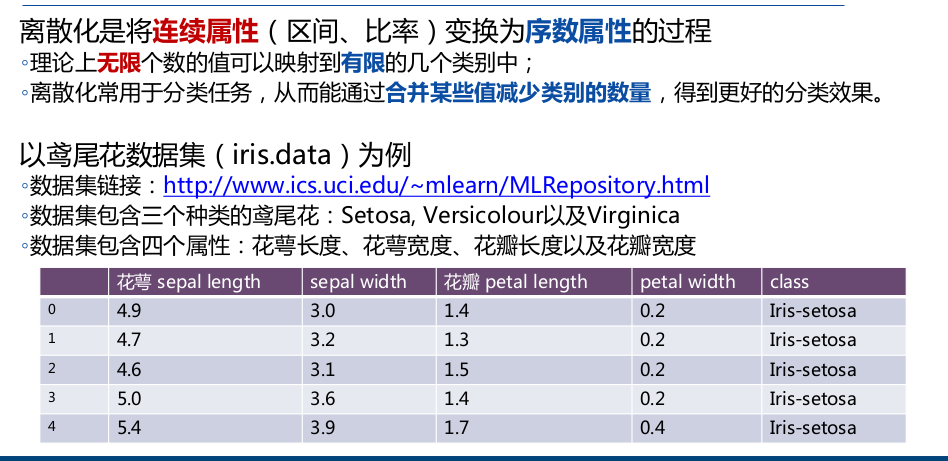 离散化是将连续属性（区间、比率）变换为序数属性的过程
◦理论上无限个数的值可以映射到有限的几个类别中；
◦离散化常用于分类任务，从而能通过合并某些值减少类别的数量，得到更好的分类效果。
以鸢尾花数据集（iris.data）为例
◦数据集链接：http://www.ics.uci.edu/~mlearn/MLRepository.html
◦数据集包含三个种类的鸢尾花：Setosa, Versicolour以及Virginica
◦数据集包含四个属性：花萼长度、花萼宽度、花瓣长度以及花瓣宽度
花萼 sepal length sepal width 花瓣 petal length petal width class
0 4.9 3.0 1.4 0.2 Iris-setosa
1 4.7 3.2 1.3 0.2 Iris-setosa
2 4.6 3.1 1.5 0.2 Iris-setosa
3 5.0 3.6 1.4 0.2 Iris-setosa
4 5.4 3.9 1.7 0.4 Iris-setosa